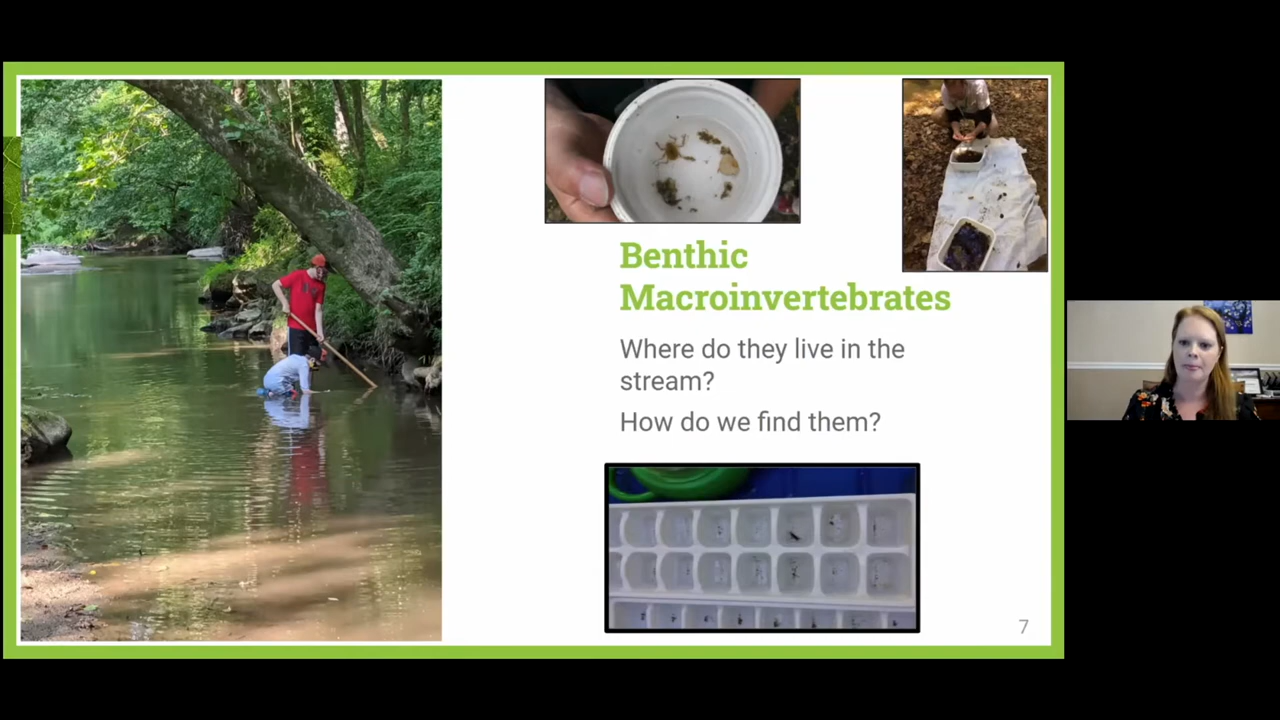 Benthic
Macroinvertebrates
Where do they live in the
stream?
How do we find them?
7